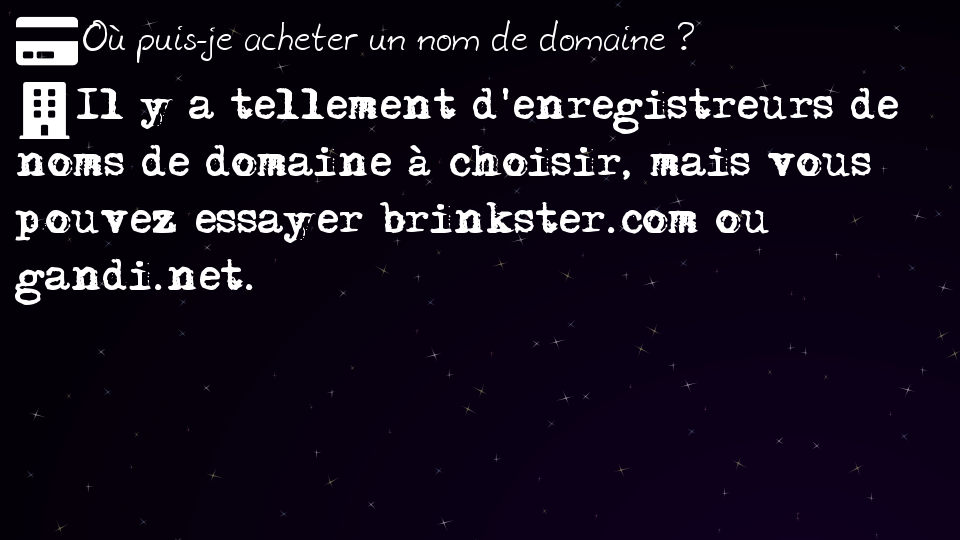 Où puis-je acheter un nom de domaine ?
Il y a tellement d'enregistreurs de
noms de domaine à choisir, mais vous
pouvez essayer brinkster.com ou
gandi.net.